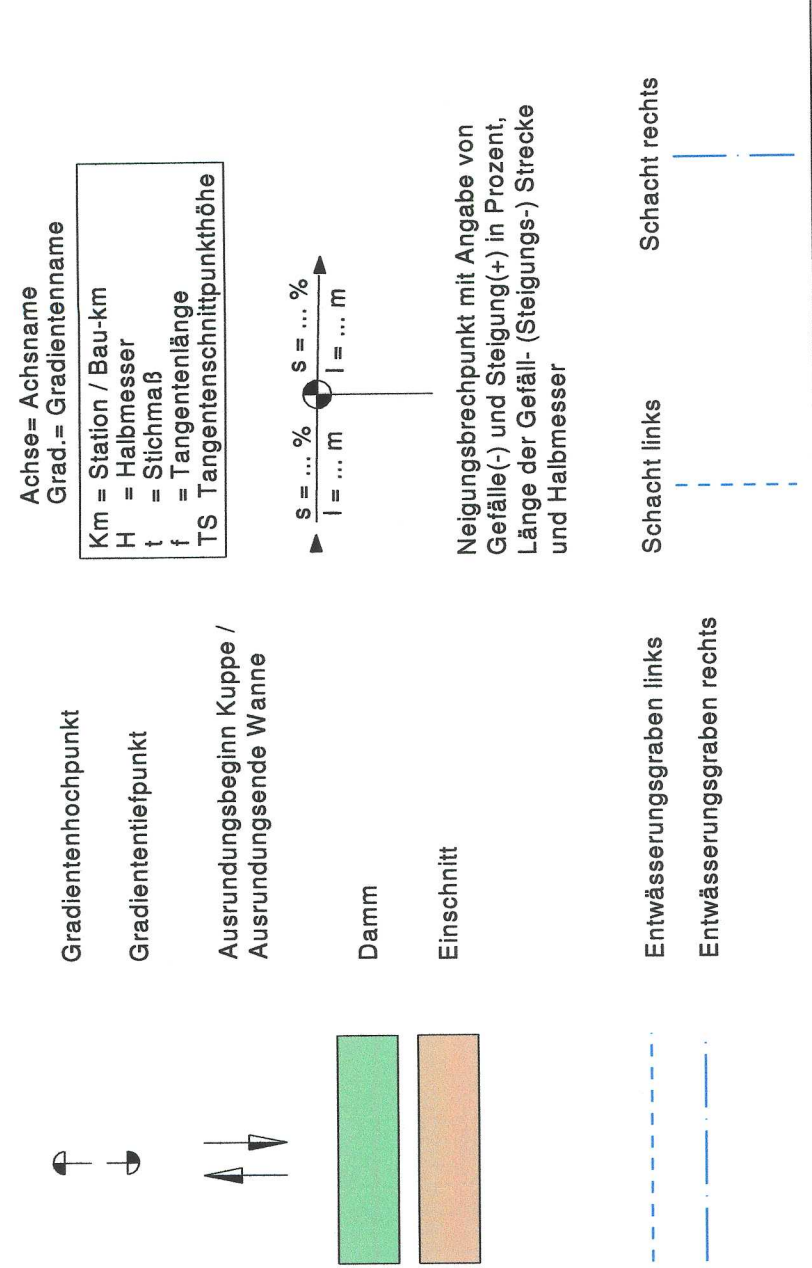 Gradientenhochpunkt
Gradiententiefpunkt
Ausrundungsbeginn Kuppe /
Ausrundungsende Wanne
Damm
Einschnitt
Entwässerungsgraben links
Entwässerungsgraben rechts
Achse= Achsname
Grad.= Gradientenname
Km = Station / Bau-km
H = Halbmesser
t = Stichmaß
f = Tangentenlänge
TS Tangentenschnittpunkthöhe
s = ... % s = ... %
l = ... m l = ... m
Neigungsbrechpunkt mit Angabe von
Gefälle(-) und Steigung(+) in Prozent,
Länge der Gefäll- (Steigungs-) Strecke
und Halbmesser
Schacht links
Schacht rechts